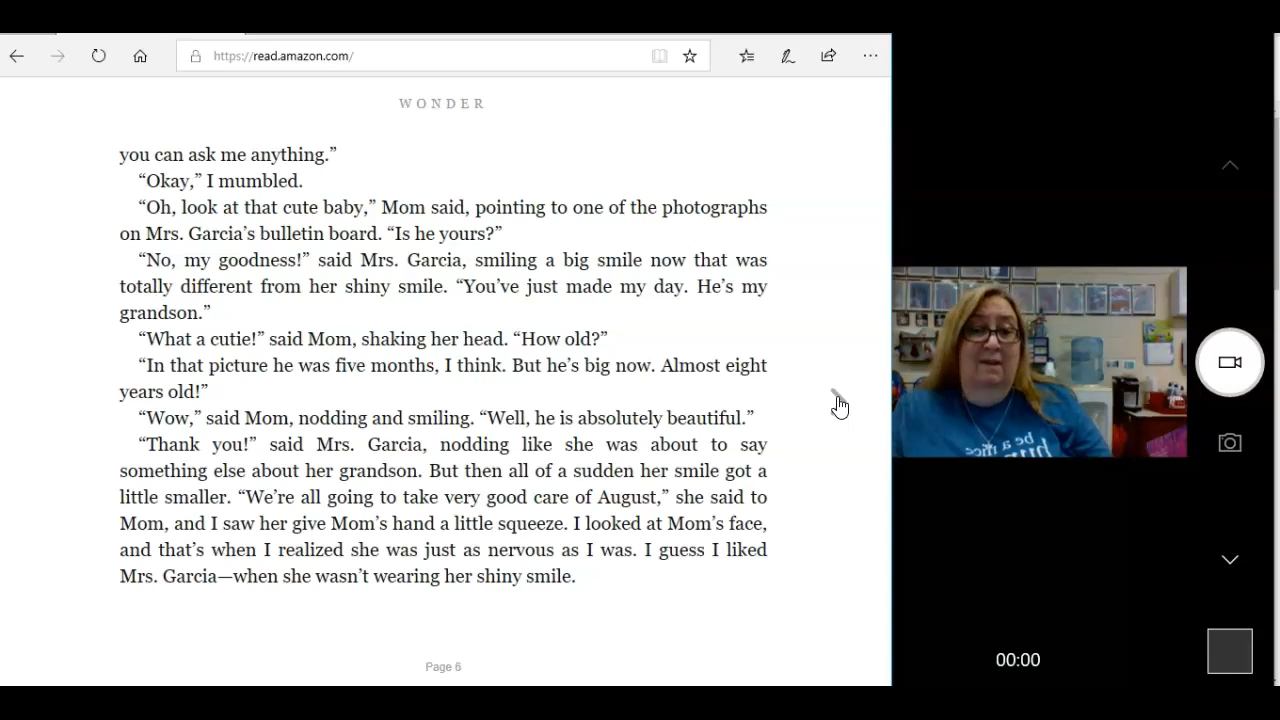 https://read.amazon.com/
WONDER
you can ask me anything.”
“Okay,” I mumbled.
“Oh, look at that cute baby,” Mom said, pointing to one of the photographs
on Mrs. Garcia’s bulletin board. “Is he yours?”
“No, my goodness!” said Mrs. Garcia, smiling a big smile now that was
totally different from her shiny smile. “You’ve just made my day. He’s my
grandson.”
“What a cutie!” said Mom, shaking her head. “How old?”
“In that picture he was five months, I think. But he’s big now. Almost eight
years old!”
“Wow,” said Mom, nodding and smiling. “Well, he is absolutely beautiful.”
“Thank you!” said Mrs. Garcia, nodding like she was about to say
something else about her grandson. But then all of a sudden her smile got a
little smaller. “We’re all going to take very good care of August,” she said to
Mom, and I saw her give Mom’s hand a little squeeze. I looked at Mom’s face,
and that’s when I realized she was just as nervous as I was. I guess I liked
Mrs. Garcia—when she wasn’t wearing her shiny smile.
Page 6
be a nice
00:00